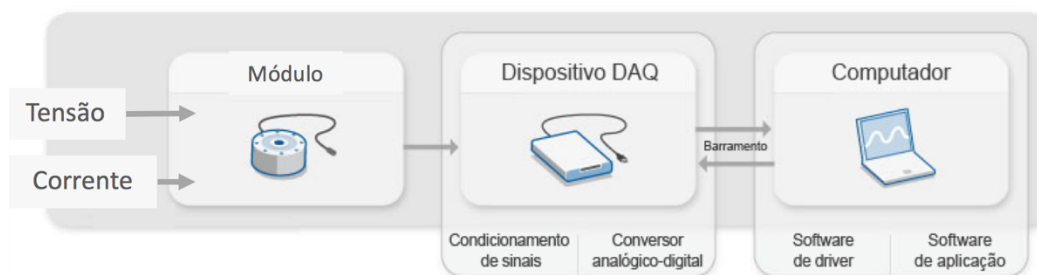 Tensão
Corrente
Módulo
Dispositivo DAQ
Barramento
Computador
Condicionamento
de sinais
Conversor
analógico-digital
Software
de driver
Software
de aplicação